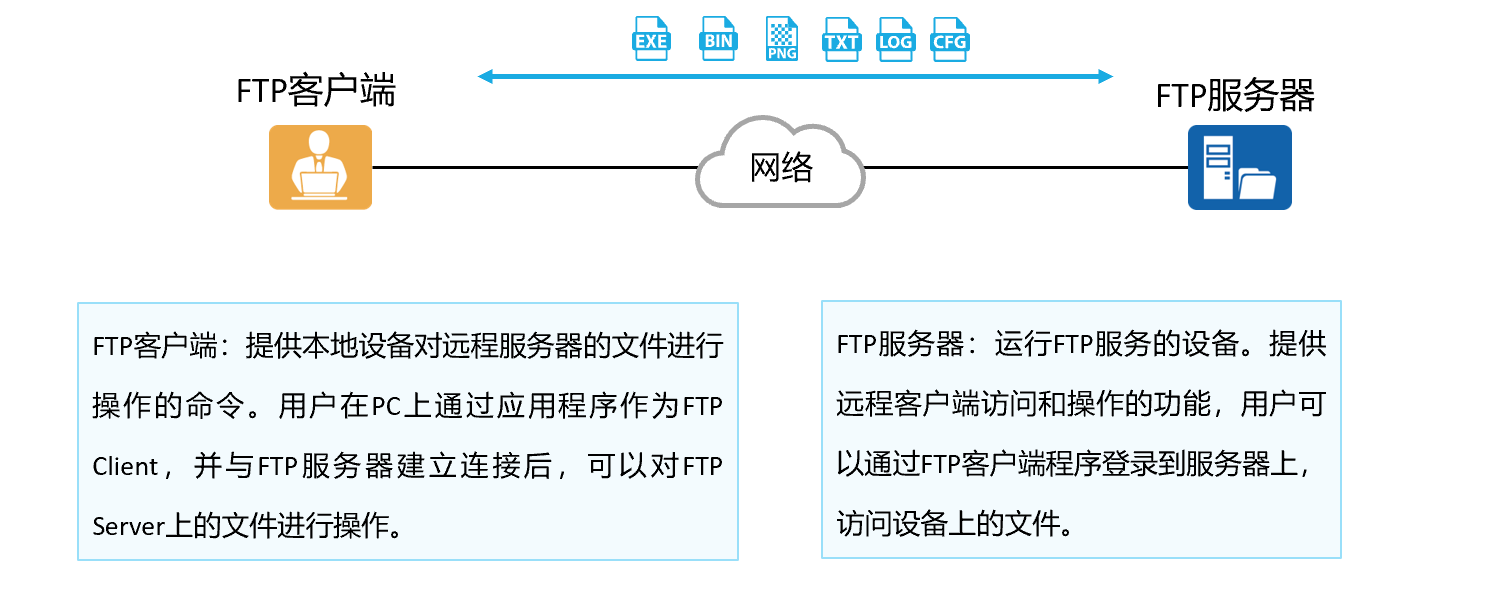 EXE BIN PNG TXT LOG CFG
FTP客户端
FTP服务器
网络
FTP客户端：提供本地设备对远程服务器的文件进行
操作的命令。用户在PC上通过应用程序作为FTP
Client，并与FTP服务器建立连接后，可以对FTP
Server上的文件进行操作。
FTP服务器：运行FTP服务的设备。提供
远程客户端访问和操作的功能，用户可
以通过FTP客户端程序登录到服务器上，
访问设备上的文件。